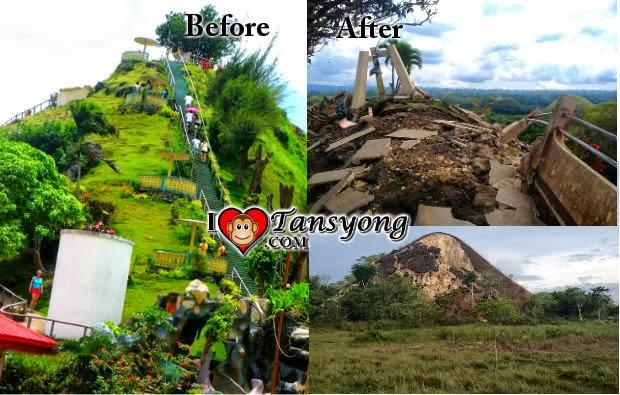 Before
After
I Tansyong
.COM